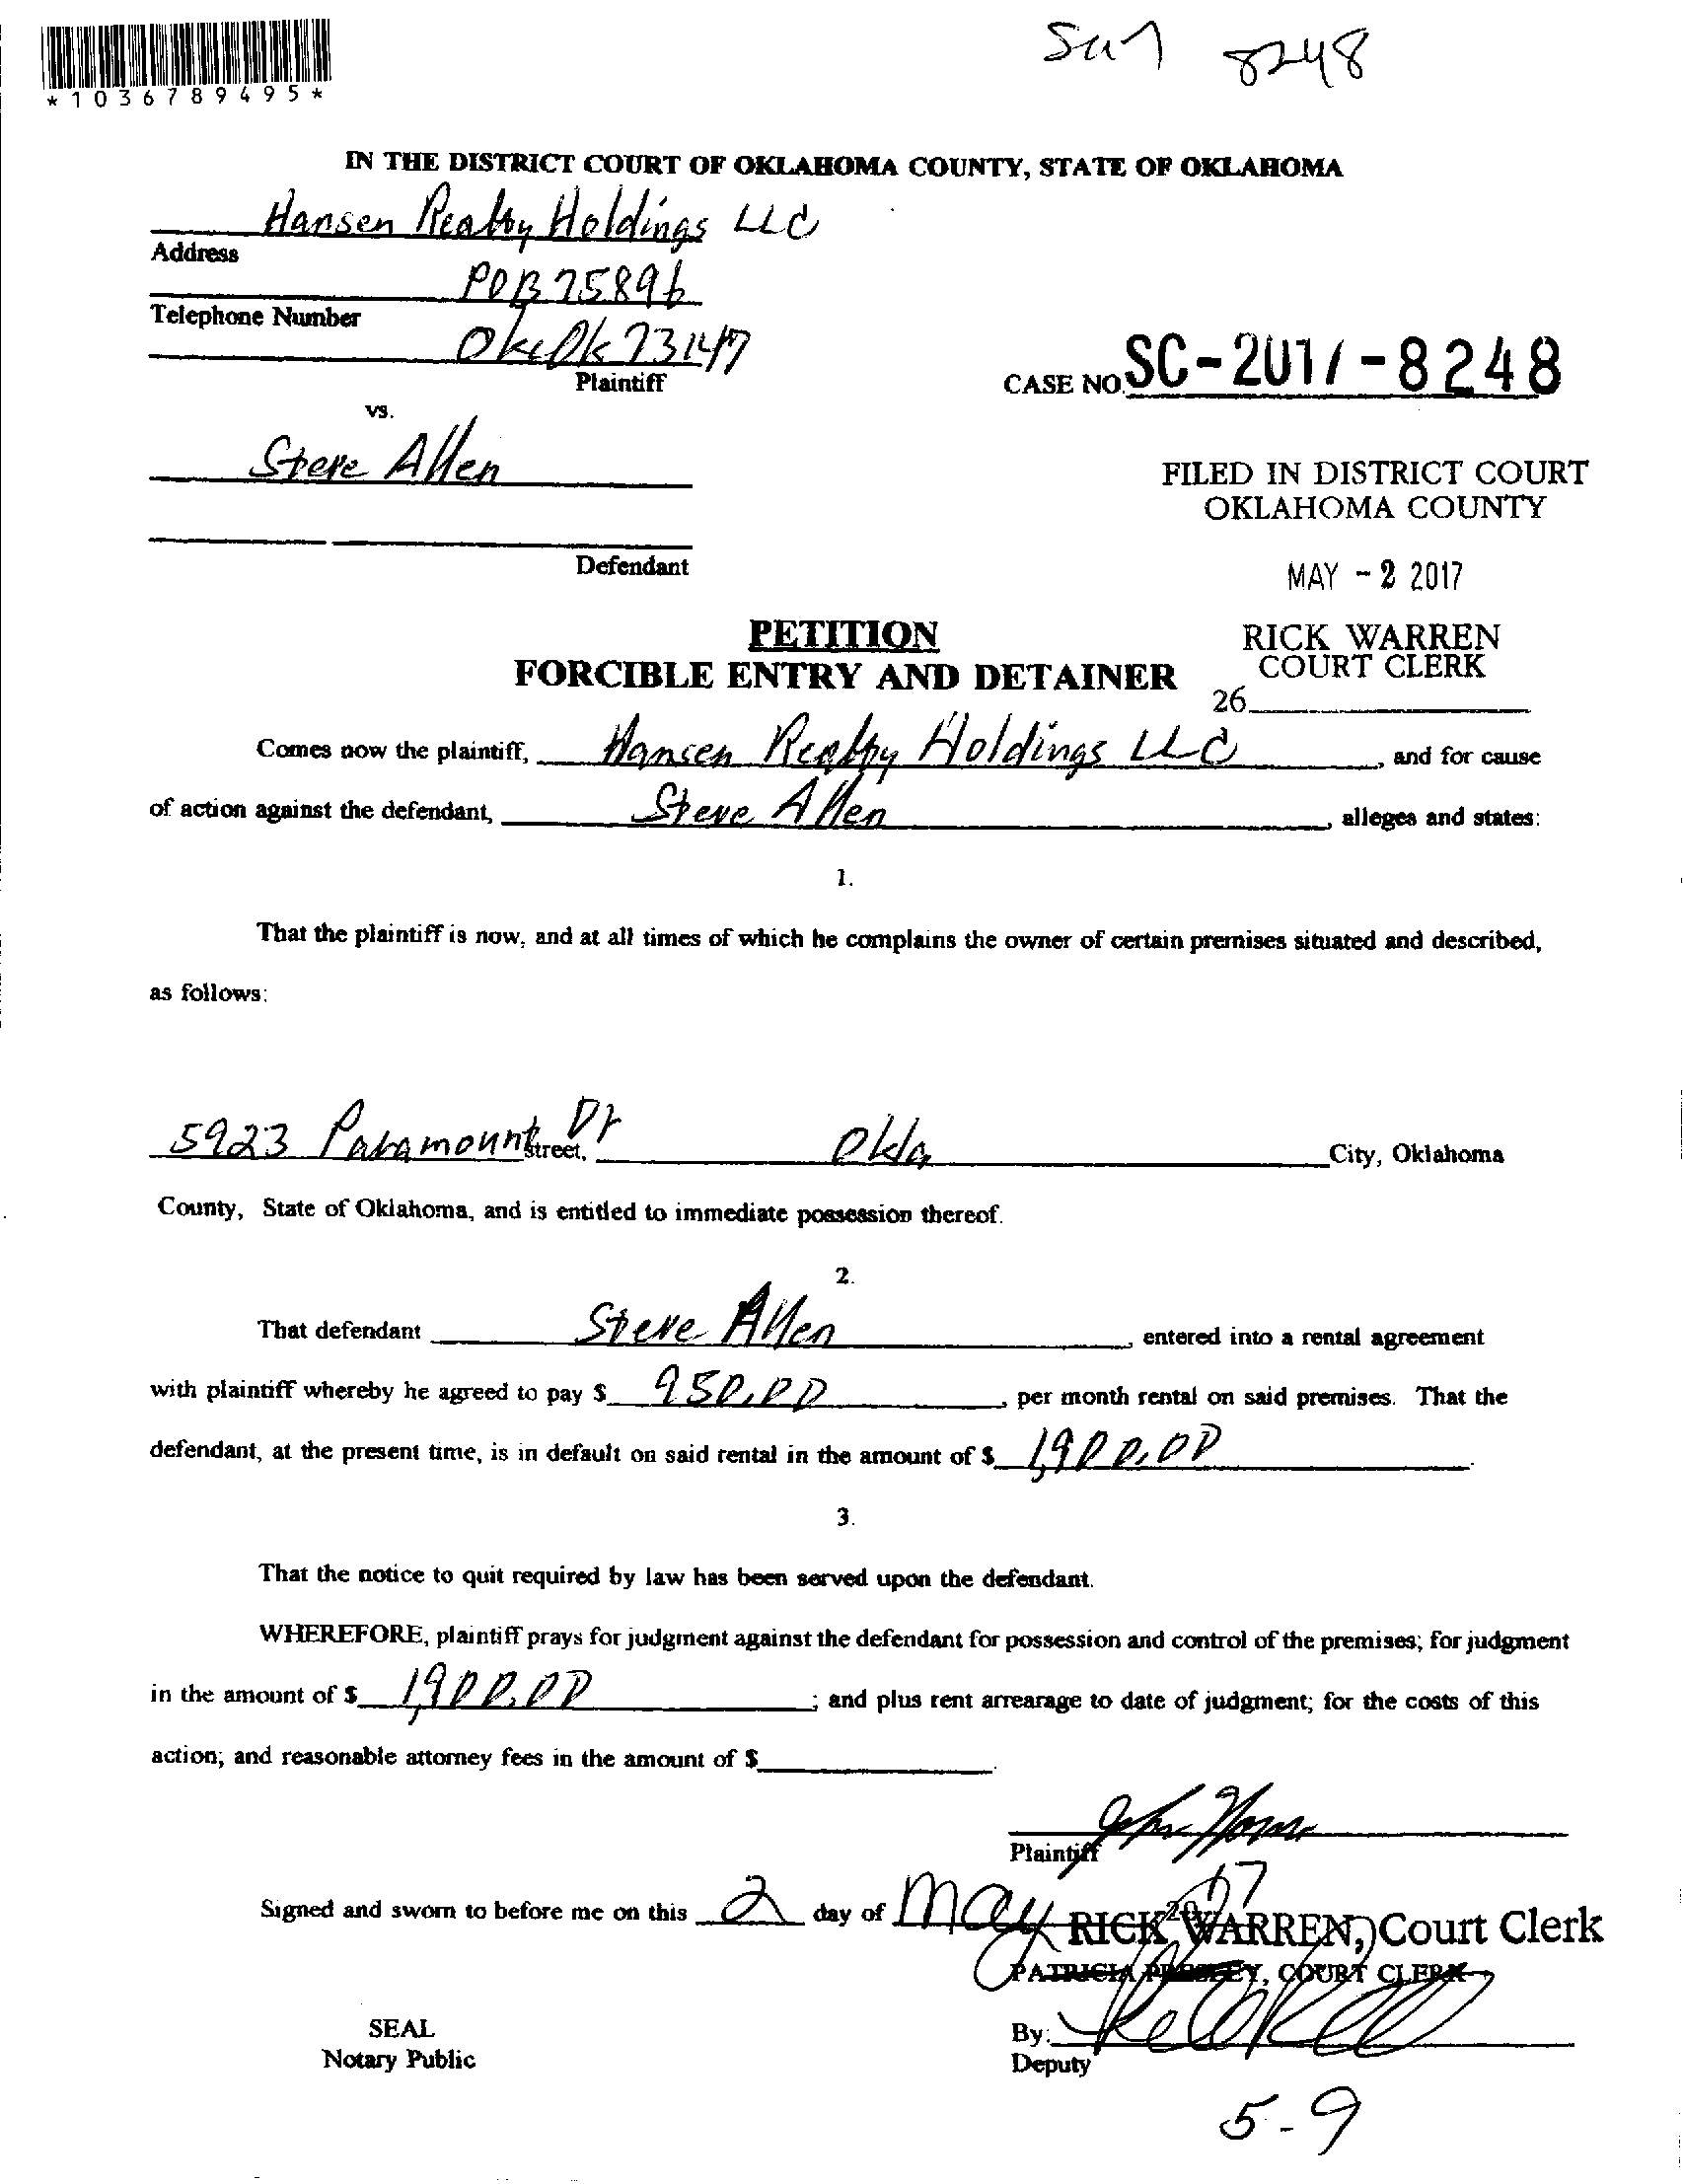 *1036789495*
8248
IN THE DISTRICT COURT OF OKLAHOMA COUNTY, STATE OF OKLAHOMA
Hansen Realty Holdings LLC
Address
POB 75896
Telephone Number
Okc Ok 73147
Plaintiff
CASE NO. SC-2017-8248
vs.
Steve Allen
FILED IN DISTRICT COURT
OKLAHOMA COUNTY
Defendant
MAY - 2 2017
PETITION
RICK WARREN
COURT CLERK
FORCIBLE ENTRY AND DETAINER
26
Comes now the plaintiff, Hansen Realty Holdings LLC, and for cause
of action against the defendant, Steve Allen, alleges and states:
1.
That the plaintiff is now, and at all times of which he complains the owner of certain premises situated and described,
as follows:
5923 Paramount Dr Street, Okla City, Oklahoma
County, State of Oklahoma, and is entitled to immediate possession thereof.
2.
That defendant Steve Allen, entered into a rental agreement
with plaintiff whereby he agreed to pay $ 950.00, per month rental on said premises. That the
defendant, at the present time, is in default on said rental in the amount of $ 1,900.00.
3.
That the notice to quit required by law has been served upon the defendant.
WHEREFORE, plaintiff prays for judgment against the defendant for possession and control of the premises; for judgment
in the amount of $ 1,900.00; and plus rent arrearage to date of judgment; for the costs of this
action; and reasonable attorney fees in the amount of $ .
Plaintiff
Signed and sworn to before me on this 2 day of May 2017
RICK WARREN, Court Clerk
PATRICIA PRESLEY, COURT CLERK
SEAL
Notary Public
By:
Deputy
5-9